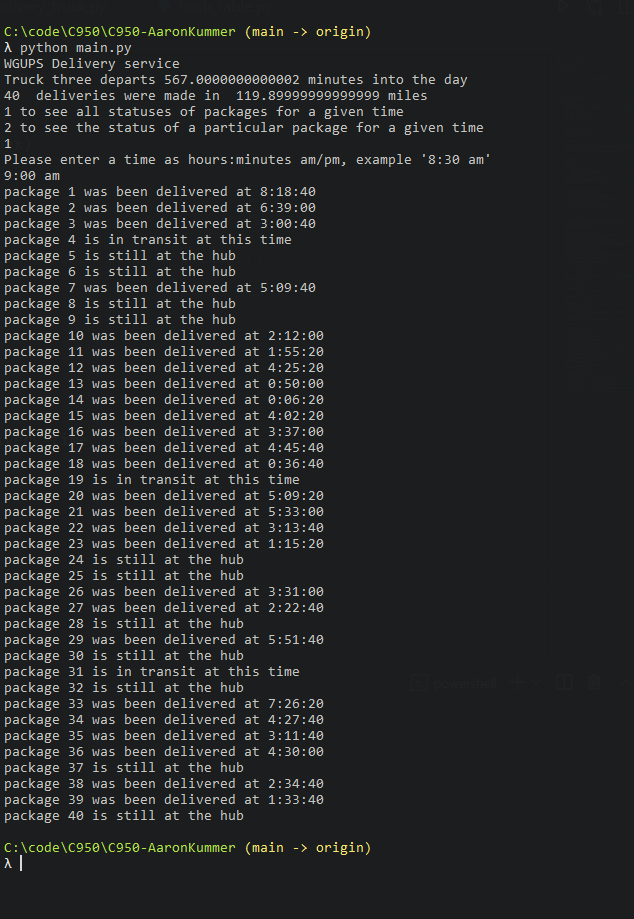 C:\code\C950\C950-AaronKummer (main -> origin)
λ python main.py
WGUPS Delivery service
Truck three departs 567.0000000000002 minutes into the day
40  deliveries were made in  119.89999999999999 miles
1 to see all statuses of packages for a given time
2 to see the status of a particular package for a given time
1
Please enter a time as hours:minutes am/pm, example '8:30 am'
9:00 am
package 1 was been delivered at 8:18:40
package 2 was been delivered at 6:39:00
package 3 was been delivered at 3:00:40
package 4 is in transit at this time
package 5 is still at the hub
package 6 is still at the hub
package 7 was been delivered at 5:09:40
package 8 is still at the hub
package 9 is still at the hub
package 10 was been delivered at 2:12:00
package 11 was been delivered at 1:55:20
package 12 was been delivered at 4:25:20
package 13 was been delivered at 0:50:00
package 14 was been delivered at 0:06:20
package 15 was been delivered at 4:02:20
package 16 was been delivered at 3:37:00
package 17 was been delivered at 4:45:40
package 18 was been delivered at 0:36:40
package 19 is in transit at this time
package 20 was been delivered at 5:09:20
package 21 was been delivered at 5:33:00
package 22 was been delivered at 3:13:40
package 23 was been delivered at 1:15:20
package 24 is still at the hub
package 25 is still at the hub
package 26 was been delivered at 3:31:00
package 27 was been delivered at 2:22:40
package 28 is still at the hub
package 29 was been delivered at 5:51:40
package 30 is still at the hub
package 31 is in transit at this time
package 32 is still at the hub
package 33 was been delivered at 7:26:20
package 34 was been delivered at 4:27:40
package 35 was been delivered at 3:11:40
package 36 was been delivered at 4:30:00
package 37 is still at the hub
package 38 was been delivered at 2:34:40
package 39 was been delivered at 1:33:40
package 40 is still at the hub
C:\code\C950\C950-AaronKummer (main -> origin)
λ